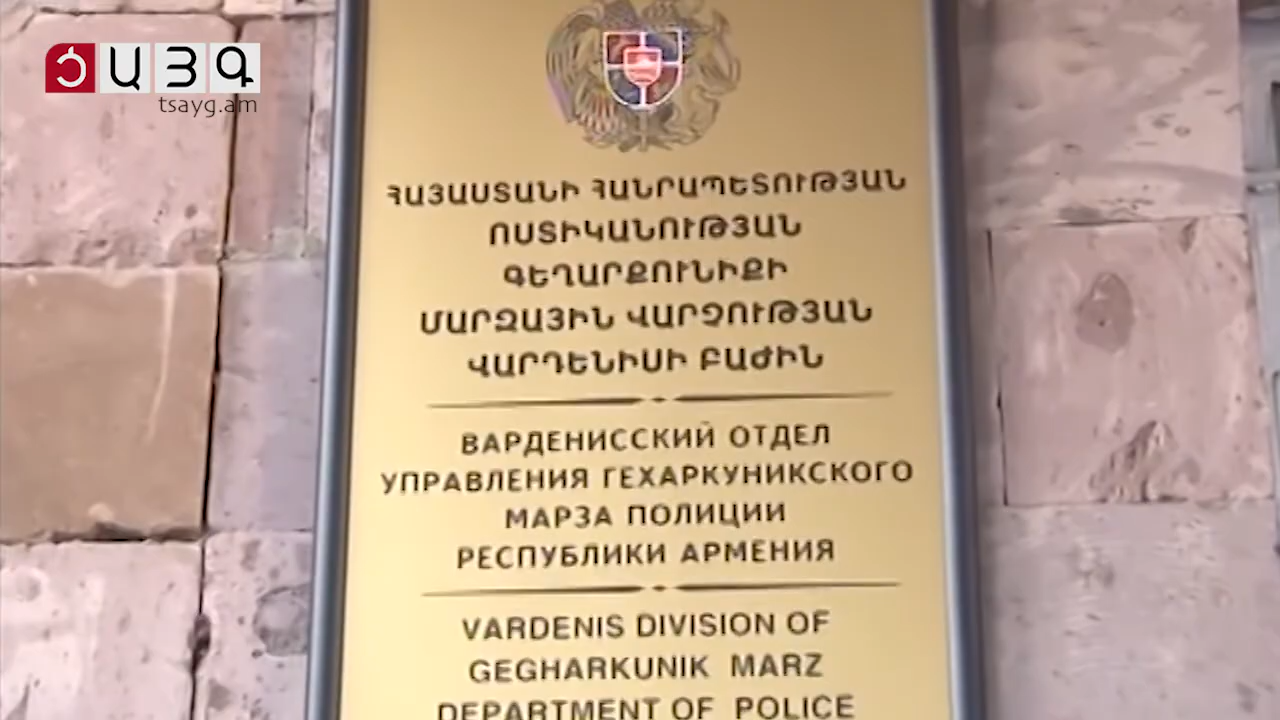 ՑԱՅԳ
tsayg.am
ՀԱՅԱՍՏԱՆԻ ՀԱՆՐԱՊԵՏՈՒԹՅԱՆ
ՈՍՏԻԿԱՆՈՒԹՅԱՆ
ԳԵՂԱՐՔՈՒՆԻՔԻ
ՄԱՐԶԱՅԻՆ ՎԱՐՉՈՒԹՅԱՆ
ՎԱՐԴԵՆԻՍԻ ԲԱԺԻՆ
ВАРДЕНИССКИЙ ОТДЕЛ
УПРАВЛЕНИЯ ГЕХАРКУНИКСКОГО
МАРЗА ПОЛИЦИИ
РЕСПУБЛИКИ АРМЕНИЯ
VARDENIS DIVISION OF
GEGHARKUNIK MARZ
DEPARTMENT OF POLICE